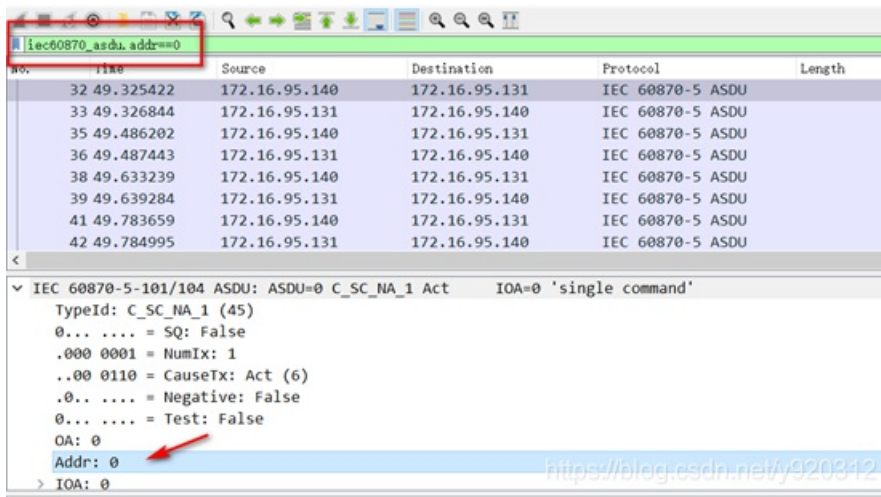 iec60870_asdu.addr==0
No. Time Source Destination Protocol Length
32 49.325422 172.16.95.140 172.16.95.131 IEC 60870-5 ASDU
33 49.326844 172.16.95.131 172.16.95.140 IEC 60870-5 ASDU
35 49.486202 172.16.95.140 172.16.95.131 IEC 60870-5 ASDU
36 49.487443 172.16.95.131 172.16.95.140 IEC 60870-5 ASDU
38 49.633239 172.16.95.140 172.16.95.131 IEC 60870-5 ASDU
39 49.639284 172.16.95.131 172.16.95.140 IEC 60870-5 ASDU
41 49.783659 172.16.95.140 172.16.95.131 IEC 60870-5 ASDU
42 49.784995 172.16.95.131 172.16.95.140 IEC 60870-5 ASDU
IEC 60870-5-101/104 ASDU: ASDU=0 C_SC_NA_1 Act IOA=0 'single command'
TypeId: C_SC_NA_1 (45)
0... .... = SQ: False
.000 0001 = NumIx: 1
..00 0110 = CauseTx: Act (6)
.0.. .... = Negative: False
0... .... = Test: False
OA: 0
Addr: 0
IOA: 0
https://blog.csdn.net/y920312